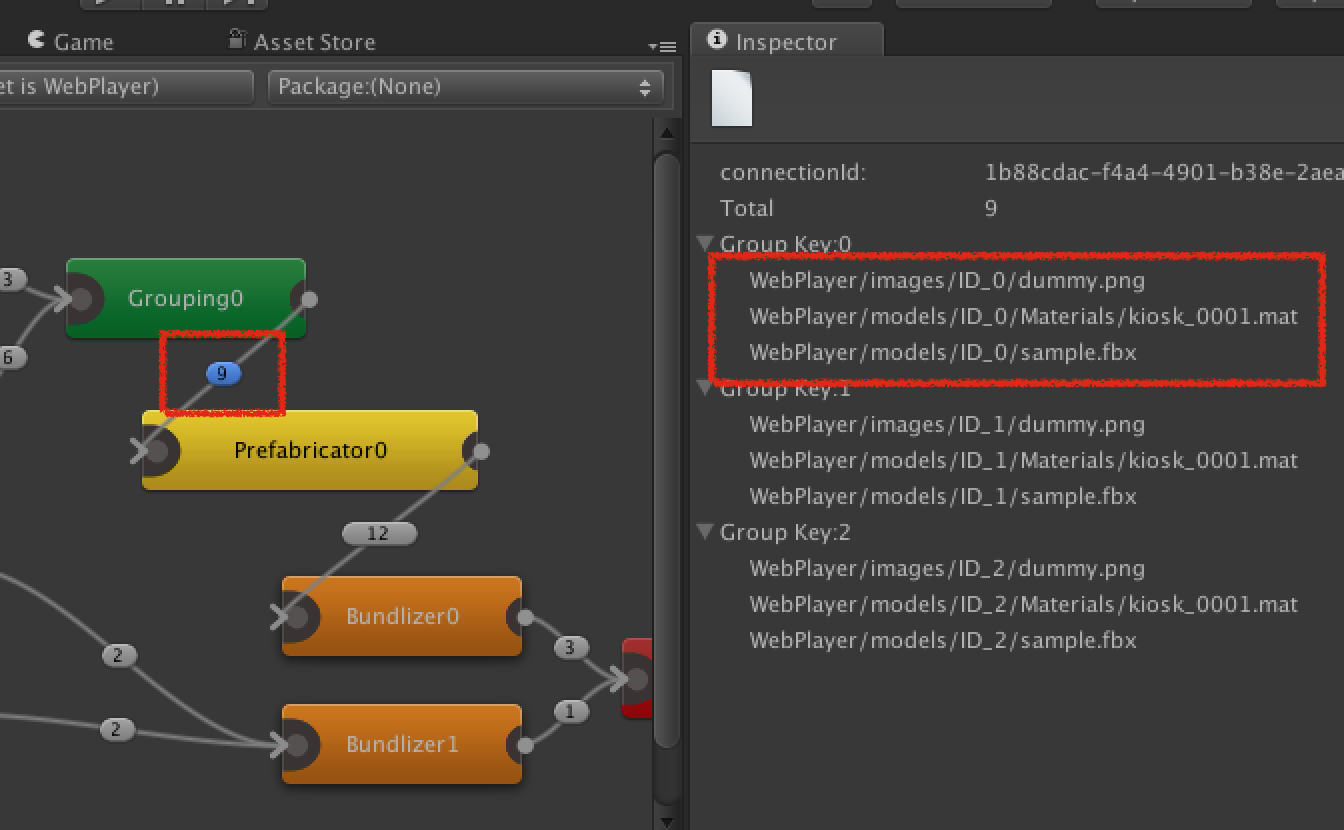 Game
Asset Store
et is WebPlayer)
Package:(None)
3
Grouping0
6
9
Prefabricator0
12
Bundlizer0
2
3
2
1
Bundlizer1
Inspector
connectionId: 1b88cdac-f4a4-4901-b38e-2aea
Total 9
Group Key:0
WebPlayer/images/ID_0/dummy.png
WebPlayer/models/ID_0/Materials/kiosk_0001.mat
WebPlayer/models/ID_0/sample.fbx
Group Key:1
WebPlayer/images/ID_1/dummy.png
WebPlayer/models/ID_1/Materials/kiosk_0001.mat
WebPlayer/models/ID_1/sample.fbx
Group Key:2
WebPlayer/images/ID_2/dummy.png
WebPlayer/models/ID_2/Materials/kiosk_0001.mat
WebPlayer/models/ID_2/sample.fbx